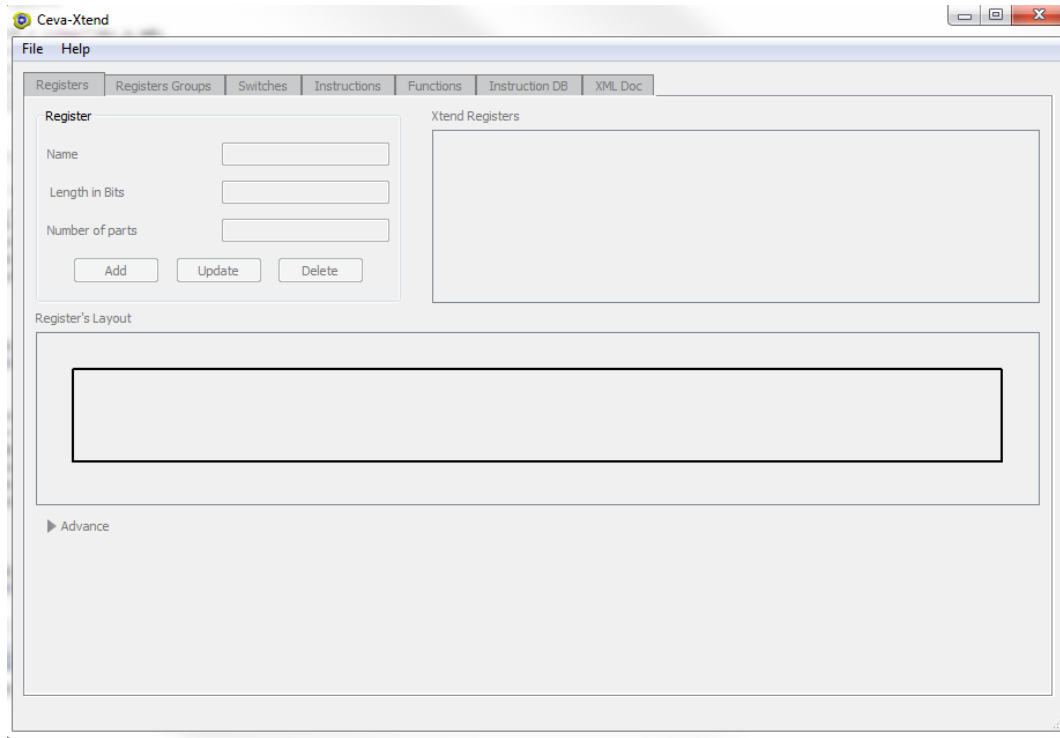 Ceva-Xtend
File Help
Registers Registers Groups Switches Instructions Functions Instruction DB XML Doc
Register
Xtend Registers
Name
Length in Bits
Number of parts
Add Update Delete
Register's Layout
Advance